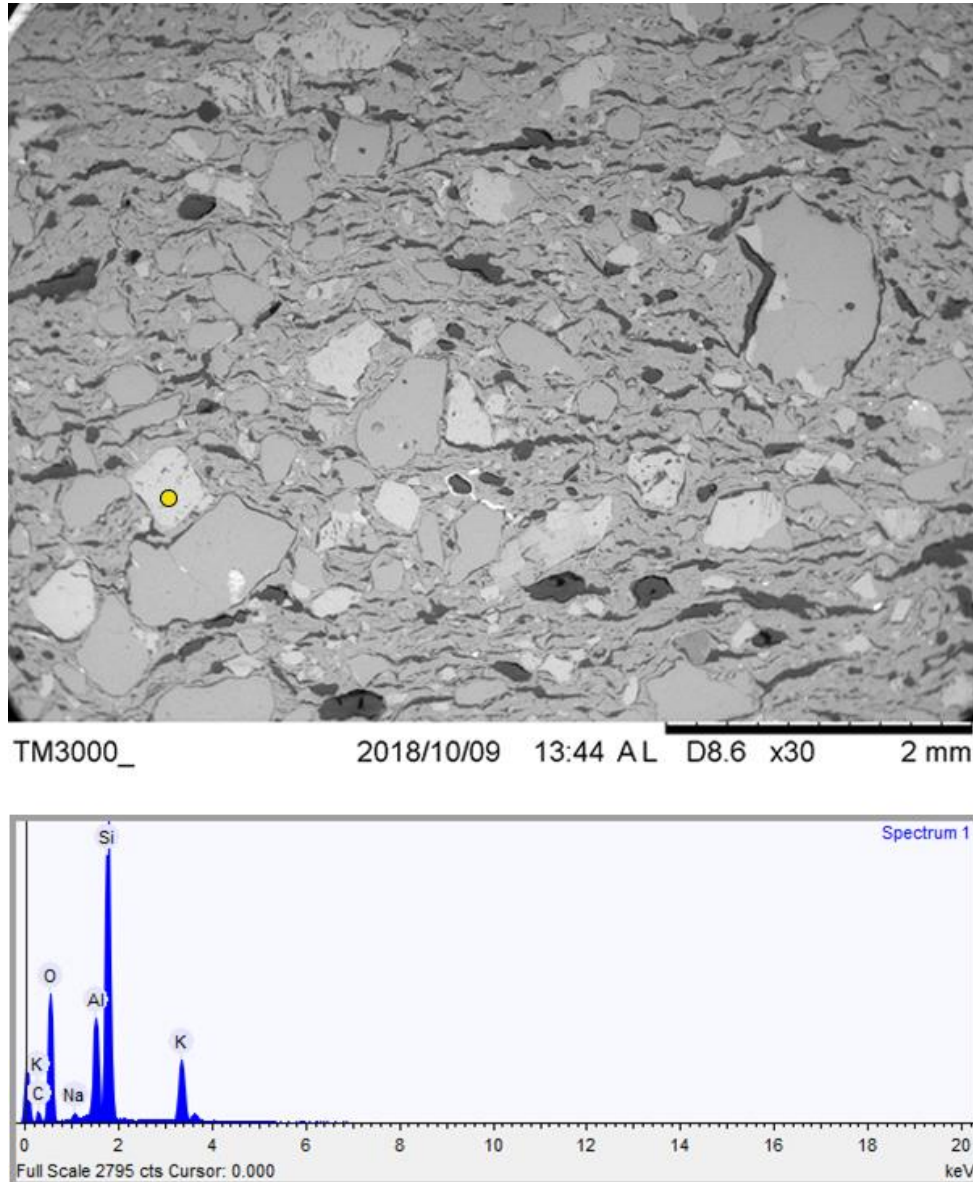 TM3000_ 2018/10/09 13:44 A L D8.6 x30 2 mm
Spectrum 1
Si
O
Al
K
K
C
Na
0 2 4 6 8 10 12 14 16 18 20
Full Scale 2795 cts Cursor: 0.000 keV